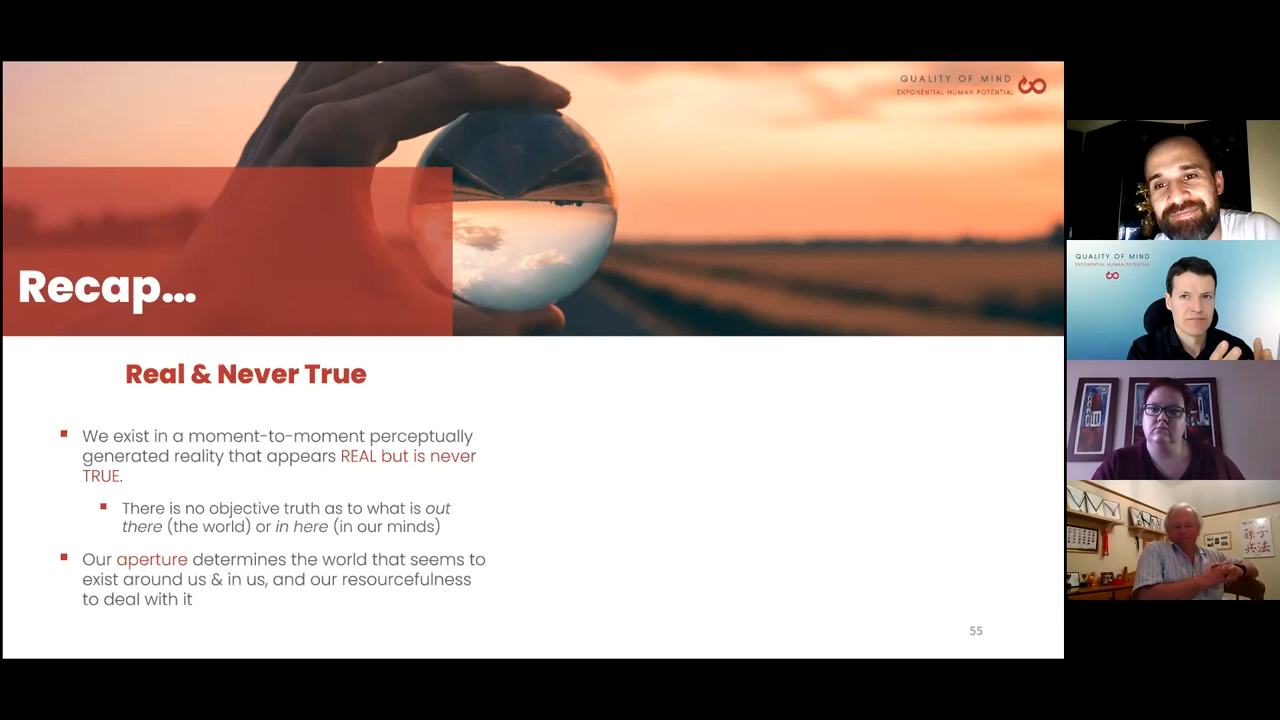 QUALITY OF MIND
EXPONENTIAL HUMAN POTENTIAL
Recap...
Real & Never True
We exist in a moment-to-moment perceptually
generated reality that appears REAL but is never
TRUE.
There is no objective truth as to what is out
there (the world) or in here (in our minds)
Our aperture determines the world that seems to
exist around us & in us, and our resourcefulness
to deal with it
55
QUALITY OF MIND
EXPONENTIAL HUMAN POTENTIAL
孫子
兵法